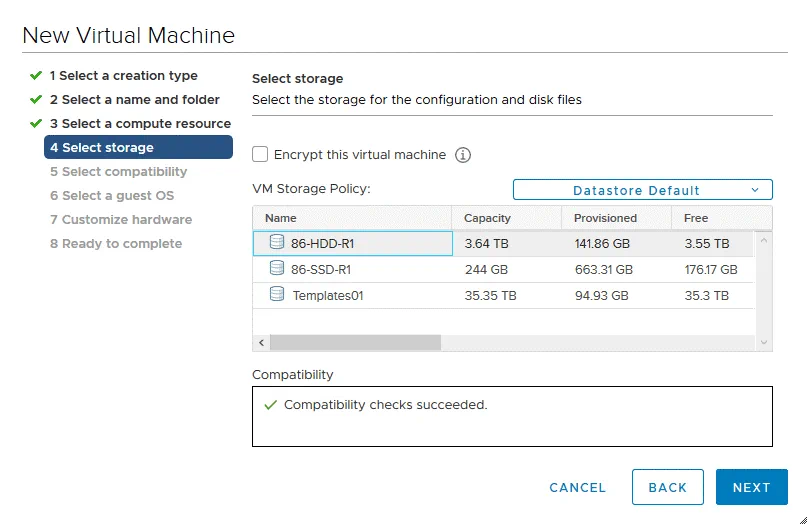 New Virtual Machine
1 Select a creation type
2 Select a name and folder
3 Select a compute resource
4 Select storage
5 Select compatibility
6 Select a guest OS
7 Customize hardware
8 Ready to complete
Select storage
Select the storage for the configuration and disk files
Encrypt this virtual machine
VM Storage Policy: Datastore Default
Name Capacity Provisioned Free
86-HDD-R1 3.64 TB 141.86 GB 3.55 TB
86-SSD-R1 244 GB 663.31 GB 176.17 GB
Templates01 35.35 TB 94.93 GB 35.3 TB
Compatibility
Compatibility checks succeeded.
CANCEL BACK NEXT